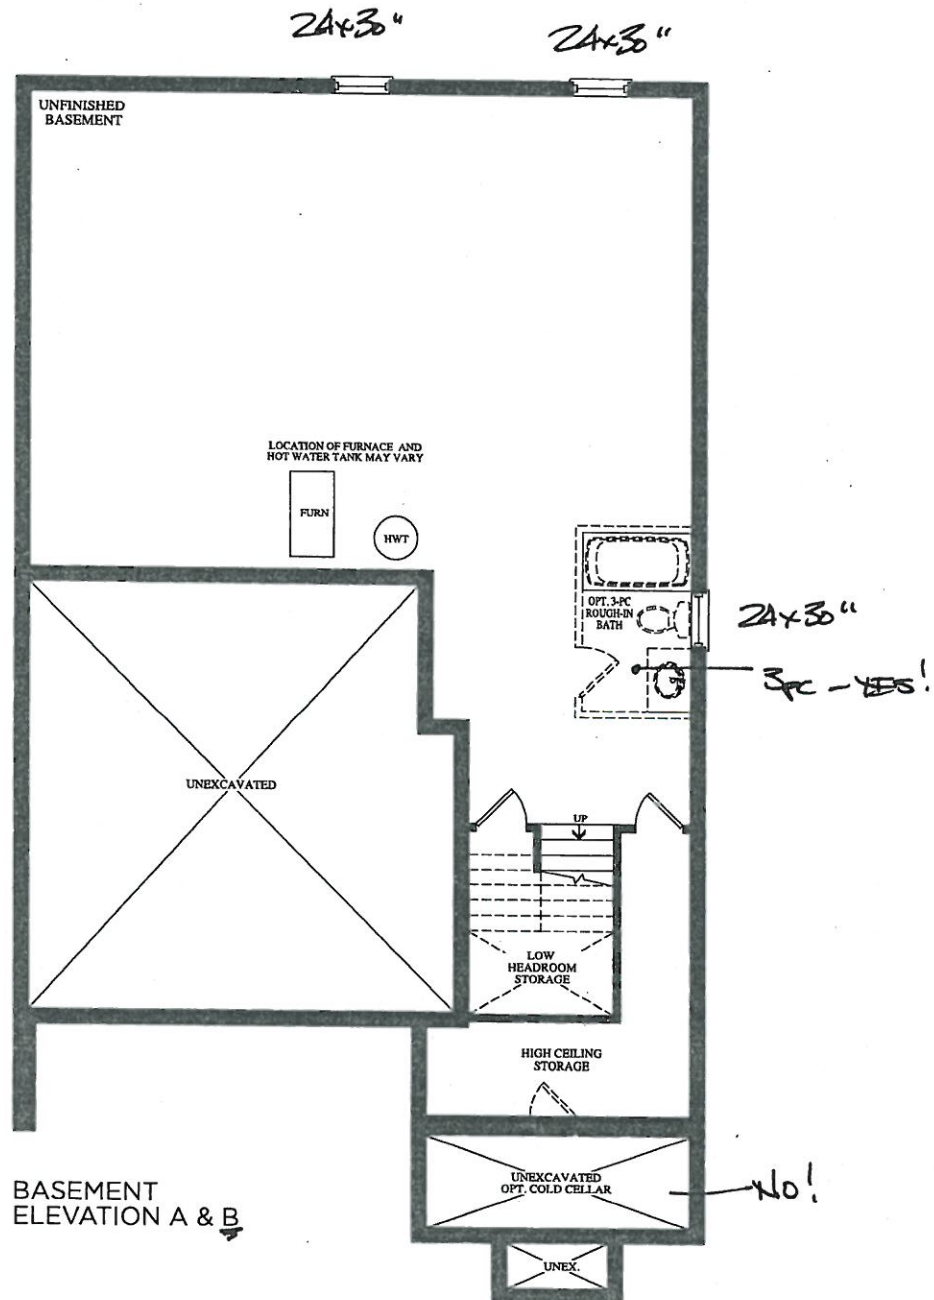 24x30"
24x30"
UNFINISHED
BASEMENT
LOCATION OF FURNACE AND
HOT WATER TANK MAY VARY
FURN
HWT
OPT. 3-PC
ROUGH-IN
BATH
24x30"
3pc - YES!
UNEXCAVATED
UP
LOW
HEADROOM
STORAGE
HIGH CEILING
STORAGE
UNEXCAVATED
OPT. COLD CELLAR
NO!
BASEMENT
ELEVATION A & B
UNEX.